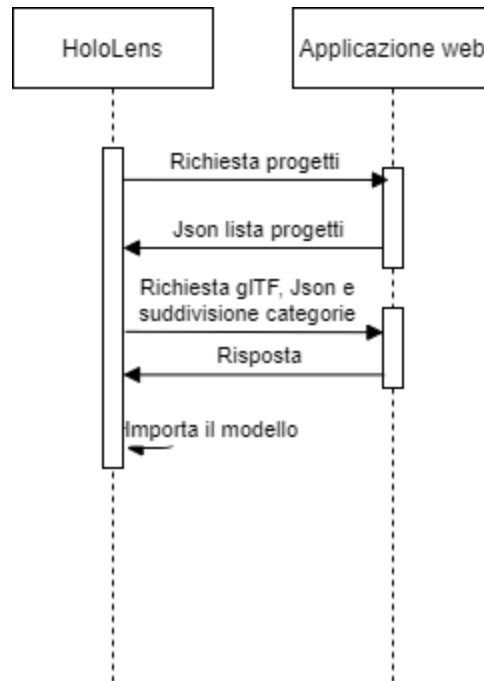 HoloLens
Applicazione web
Richiesta progetti
Json lista progetti
Richiesta glTF, Json e
suddivisione categorie
Risposta
Importa il modello